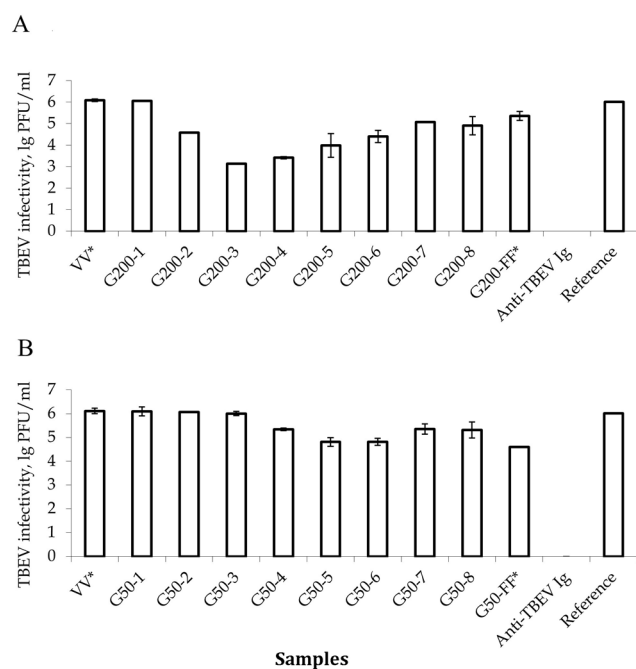 A
TBEV infectivity, lg PFU/ml
7
6
5
4
3
2
1
0
VV*
G200-1
G200-2
G200-3
G200-4
G200-5
G200-6
G200-7
G200-8
G200-FF*
Anti-TBEV Ig
Reference
B
TBEV infectivity, lg PFU/ml
7
6
5
4
3
2
1
0
VV*
G50-1
G50-2
G50-3
G50-4
G50-5
G50-6
G50-7
G50-8
G50-FF*
Anti-TBEV Ig
Reference
Samples